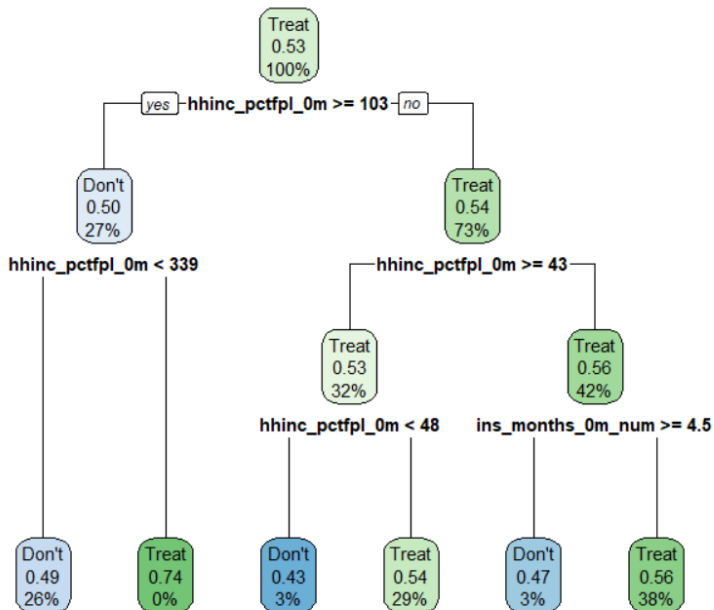 Treat
0.53
100%
yes hhinc_pctfpl_0m >= 103 no
Don't
0.50
27%
Treat
0.54
73%
hhinc_pctfpl_0m < 339
hhinc_pctfpl_0m >= 43
Treat
0.53
32%
Treat
0.56
42%
hhinc_pctfpl_0m < 48
ins_months_0m_num >= 4.5
Don't
0.49
26%
Treat
0.74
0%
Don't
0.43
3%
Treat
0.54
29%
Don't
0.47
3%
Treat
0.56
38%